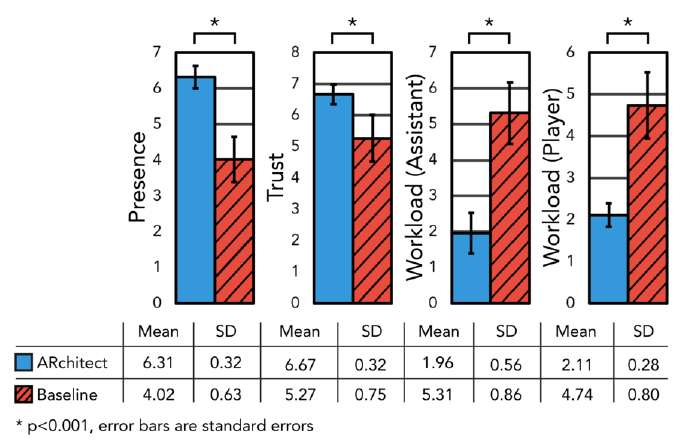 * * * *
7 8 7 6
6 7 6 5
5 6 5 4
4 5 4 3
3 4 3 2
2 3 2 1
1 2 1 0
0 1 0
0
Presence
Trust
Workload (Assistant)
Workload (Player)
Mean SD Mean SD Mean SD Mean SD
ARchitect 6.31 0.32 6.67 0.32 1.96 0.56 2.11 0.28
Baseline 4.02 0.63 5.27 0.75 5.31 0.86 4.74 0.80
* p<0.001, error bars are standard errors